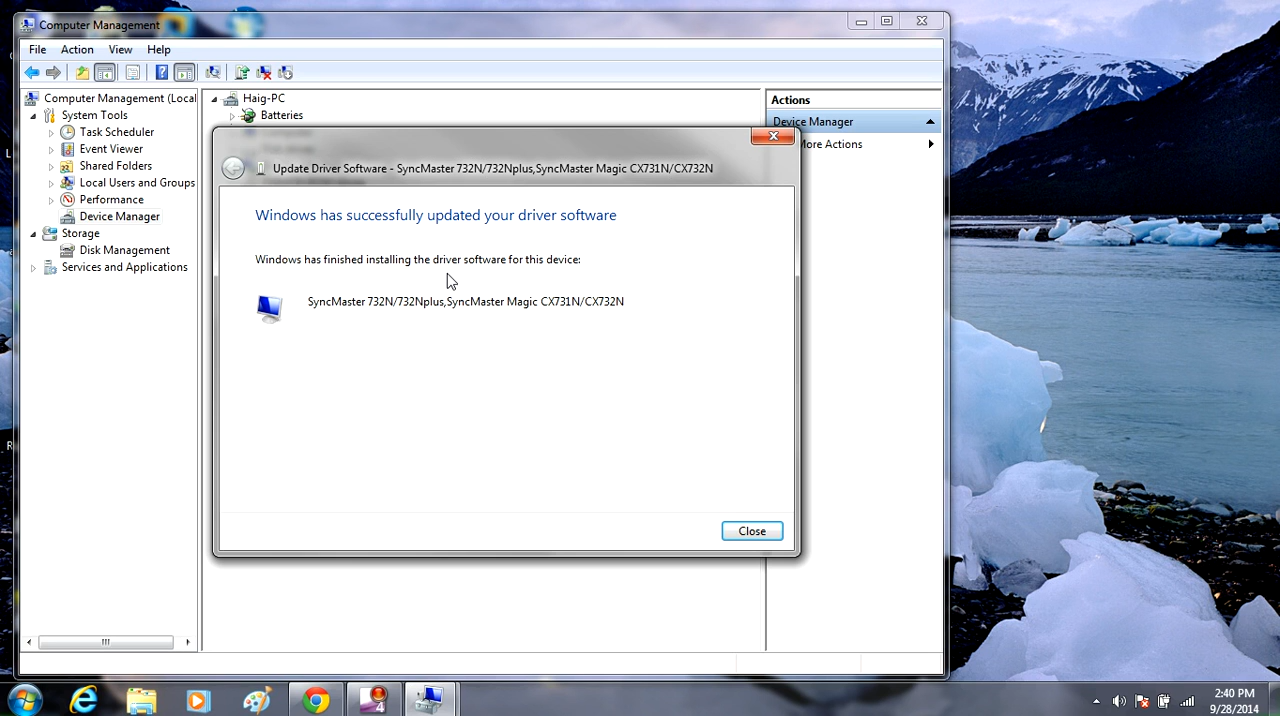 Computer Management
File Action View Help
Computer Management (Local
System Tools
Task Scheduler
Event Viewer
Shared Folders
Local Users and Groups
Performance
Device Manager
Storage
Disk Management
Services and Applications
Haig-PC
Batteries
Actions
Device Manager
More Actions
Update Driver Software - SyncMaster 732N/732Nplus,SyncMaster Magic CX731N/CX732N
Windows has successfully updated your driver software
Windows has finished installing the driver software for this device:
SyncMaster 732N/732Nplus,SyncMaster Magic CX731N/CX732N
Close
4
2:40 PM
9/28/2014